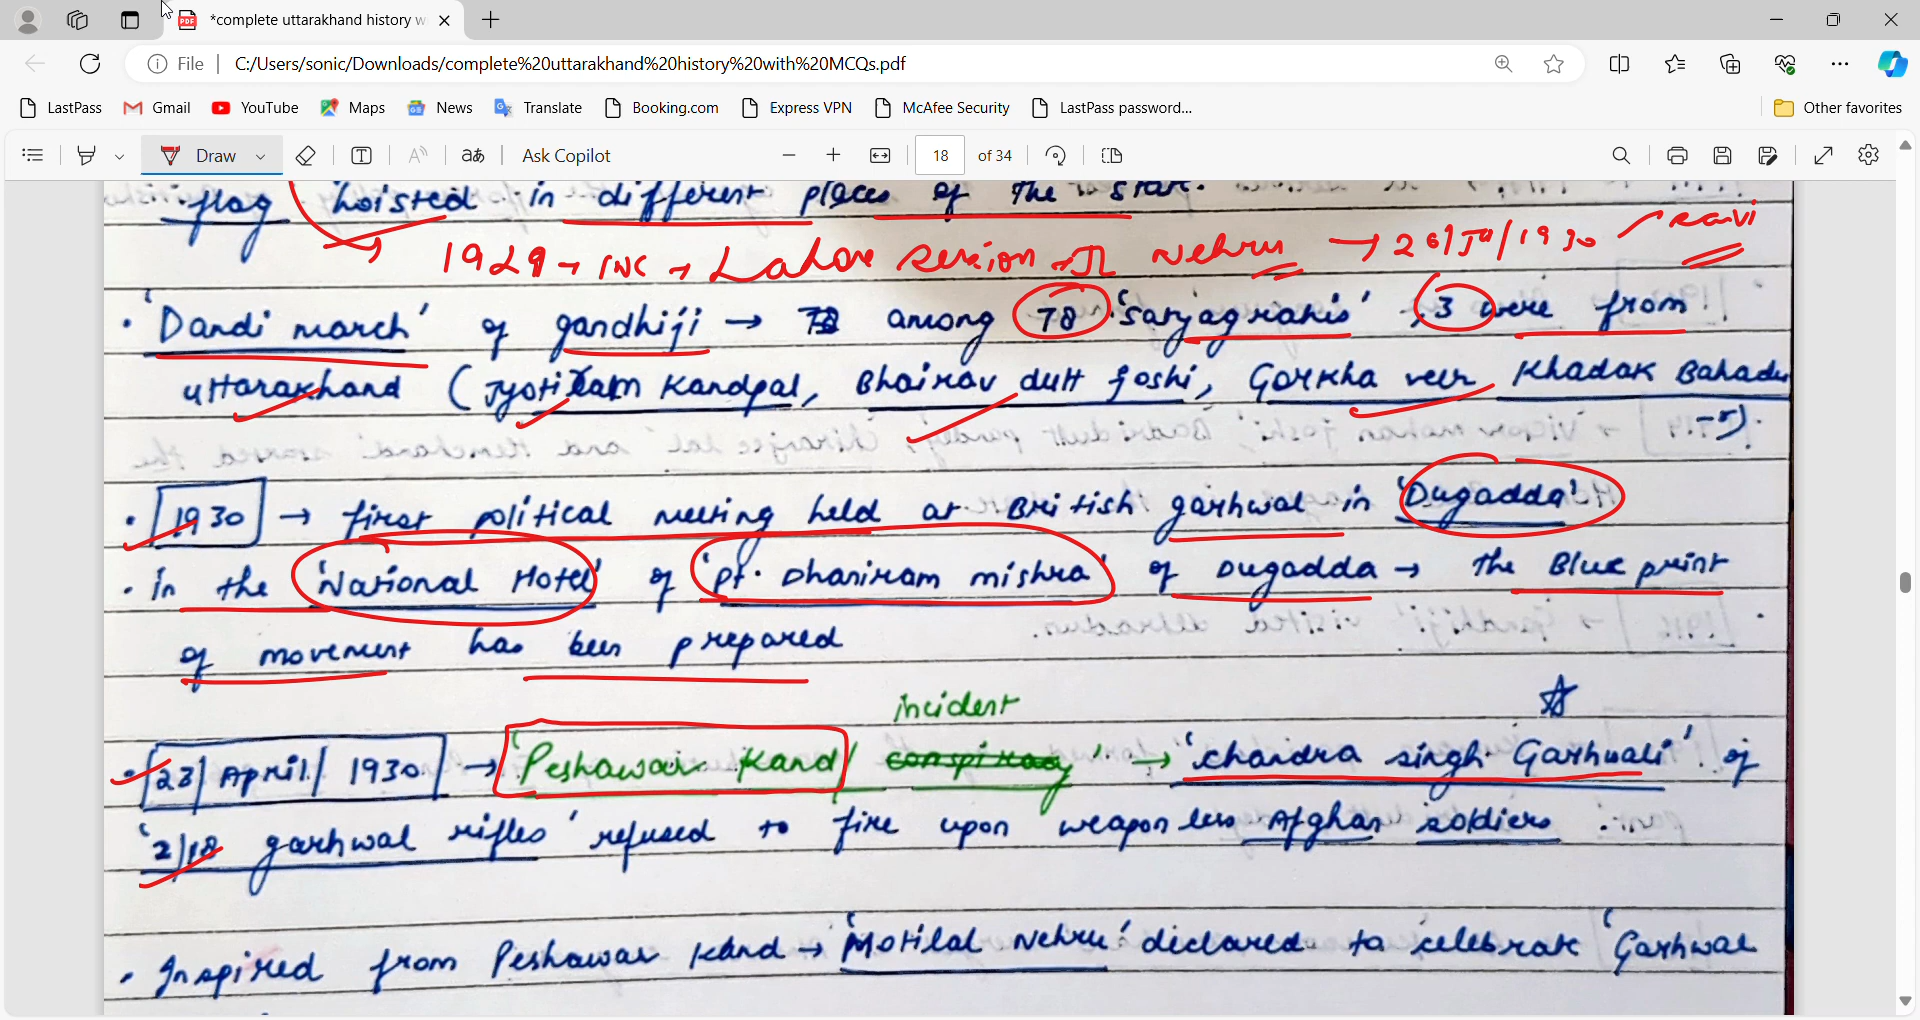 *complete uttarakhand history w
File
C:/Users/sonic/Downloads/complete%20uttarakhand%20history%20with%20MCQs.pdf
LastPass Gmail YouTube Maps News Translate Booking.com Express VPN McAfee Security LastPass password... Other favorites
Draw Ask Copilot 18 of 34
flag hoisted in different places of the state.
1929 → INC → Lahore session → JL Nehru → 26/Ja/1930 ravi
• 'Dandi march' of gandhiji → 78 among 78 'Satyagrahis', 3 were from
uttarakhand (Jyotiram Kandpal, Bhairav dutt Joshi, Gorkha veer Khadak Bahadu
-r).
• 1930 → first political meeting held at British garhwal in 'Dugadda'
• In the 'National Hotel' of 'pt. Dhaniram mishra' of Dugadda → the Blue print
of movement has been prepared
incident
• 23 April 1930 → 'Peshawar Kand conspiracy' → 'chandra singh Garhwali' of
'2/18 garhwal rifles' refused to fire upon weapon less Afghan soldiers.
• Inspired from Peshawar Kand → 'Motilal Nehru' declared to celebrate 'Garhwal